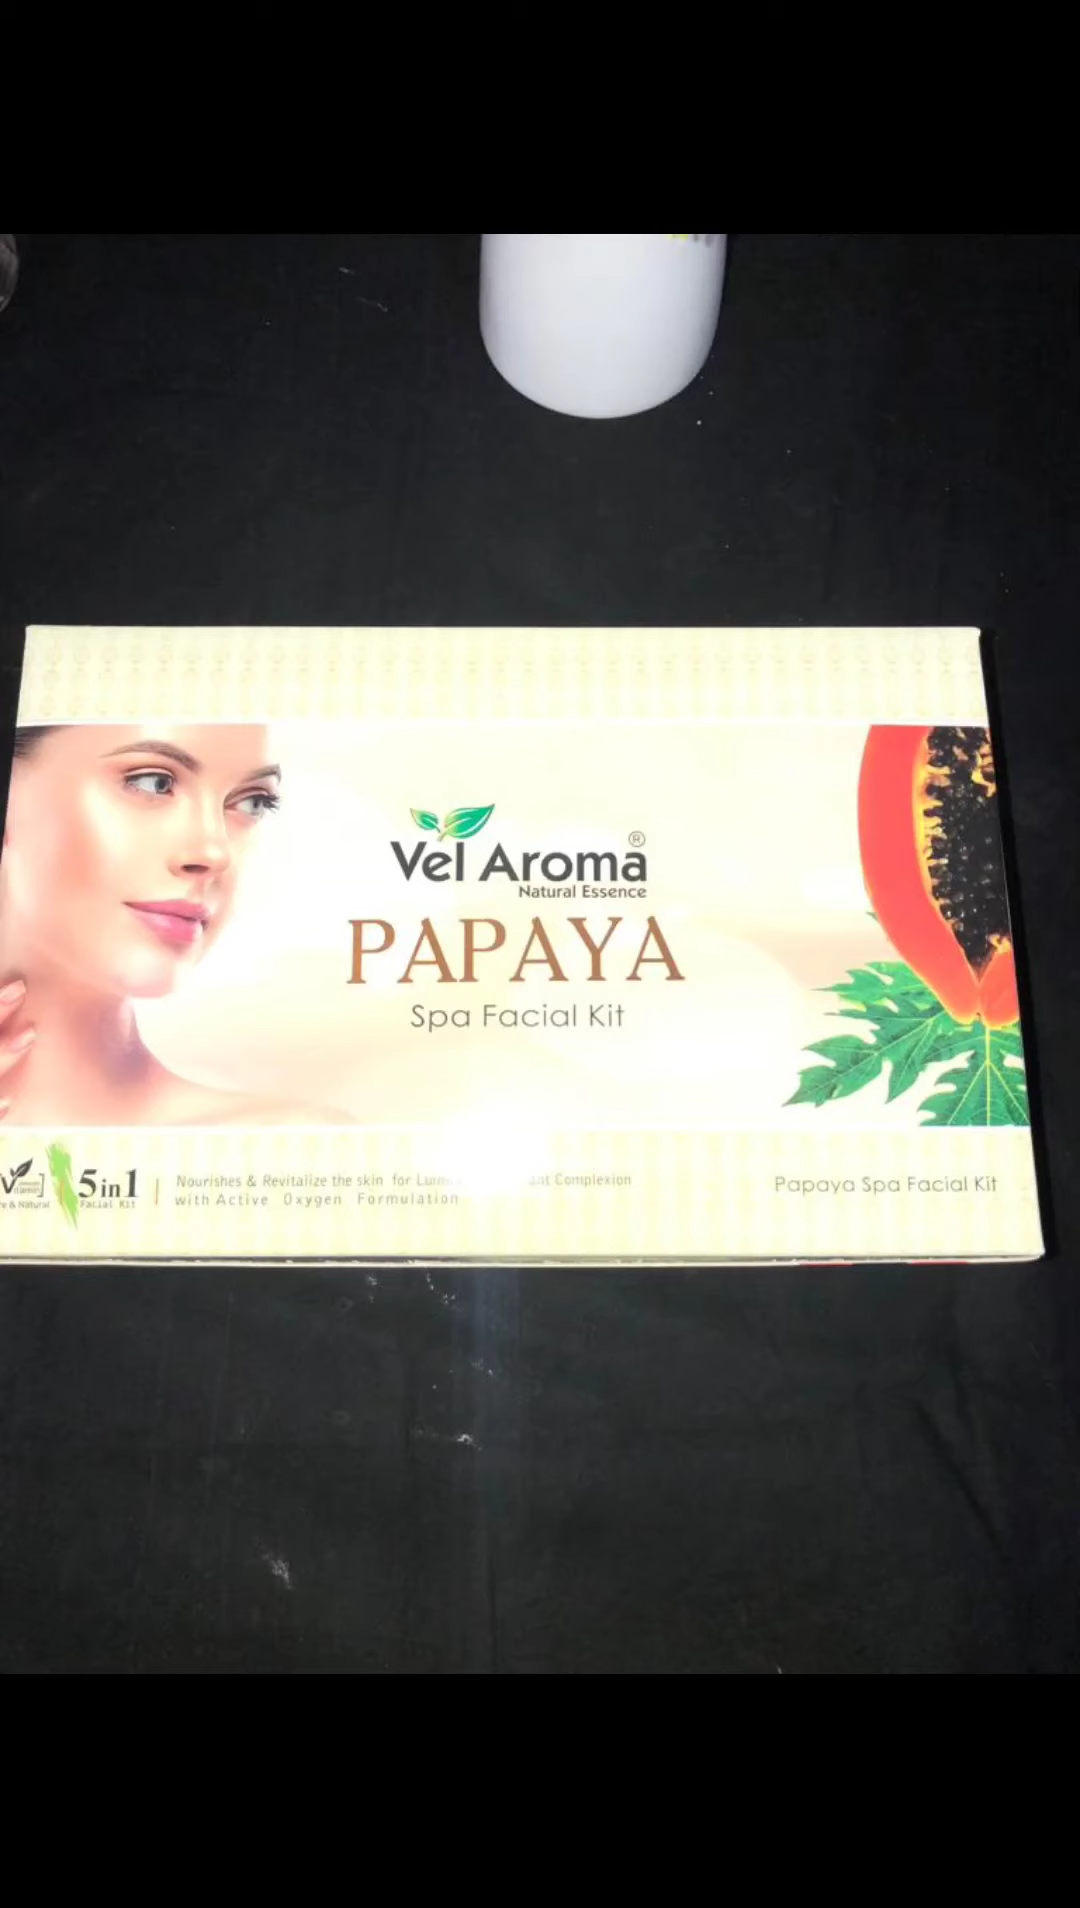 Vel Aroma®
Natural Essence
PAPAYA
Spa Facial Kit
5 in 1
Facial Kit
& Natural
Nourishes & Revitalize the skin for Complexion
with Active Oxygen Formulation
Papaya Spa Facial Kit